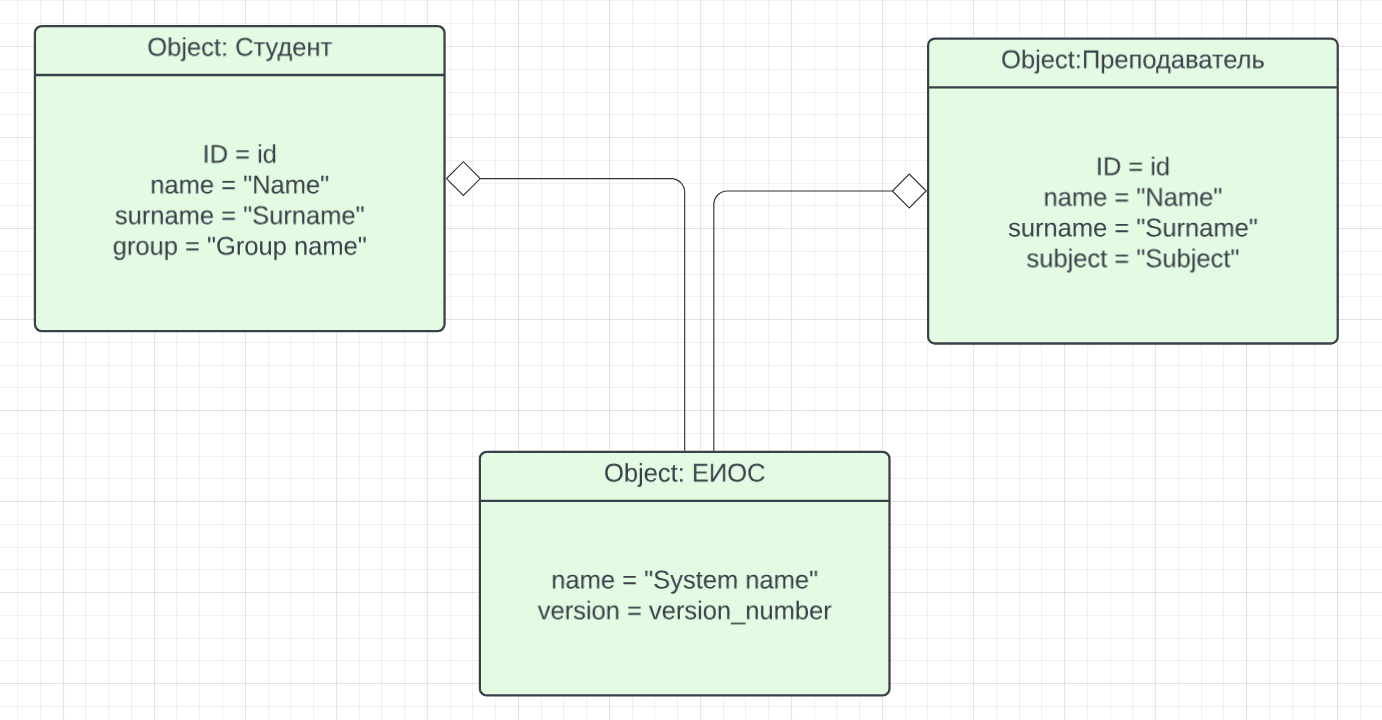 Object: Студент
ID = id
name = "Name"
surname = "Surname"
group = "Group name"
Object:Преподаватель
ID = id
name = "Name"
surname = "Surname"
subject = "Subject"
Object: ЕИОС
name = "System name"
version = version_number